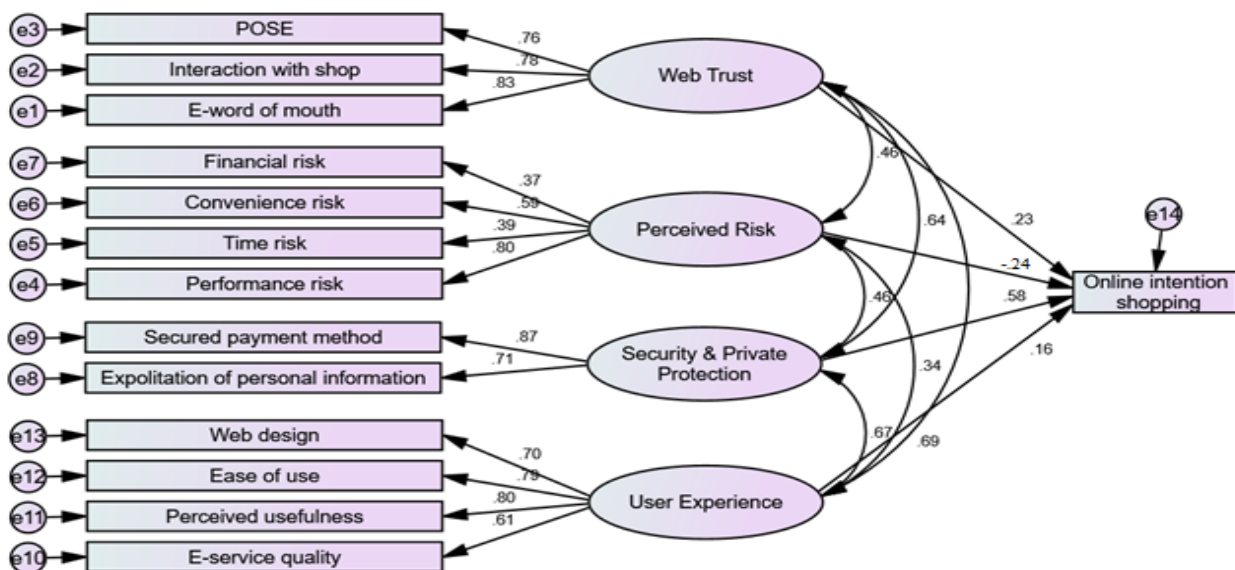 e3
POSE
.76
e2
Interaction with shop
.78
e1
E-word of mouth
.83
Web Trust
e7
Financial risk
.37
e6
Convenience risk
.59
e5
Time risk
.39
e4
Performance risk
.80
Perceived Risk
e9
Secured payment method
.87
e8
Expolitation of personal information
.71
Security & Private
Protection
e13
Web design
.70
e12
Ease of use
.79
e11
Perceived usefulness
.80
e10
E-service quality
.61
User Experience
.46
.64
.46
.34
.67
.69
.23
-.24
.58
.16
e14
Online intention
shopping